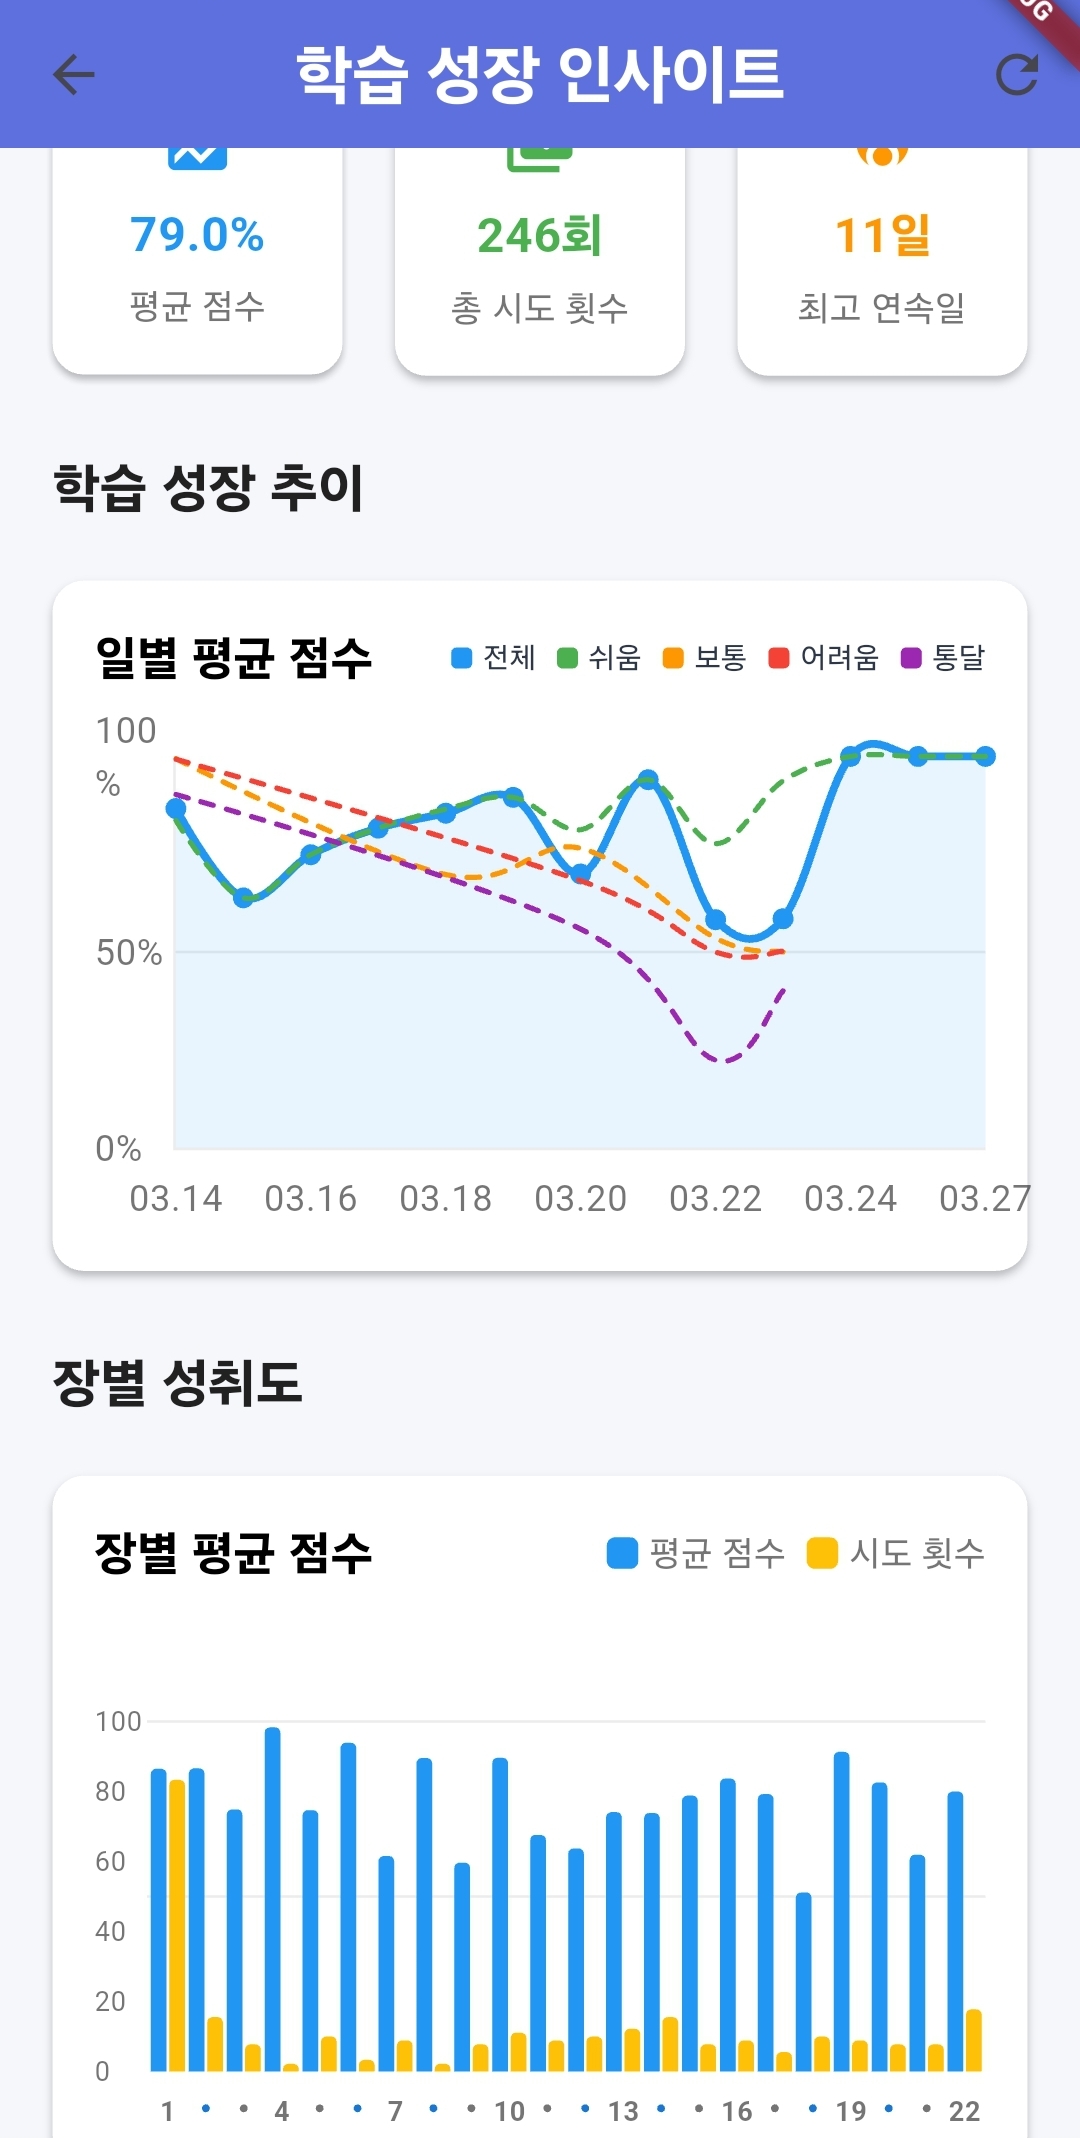 학습 성장 인사이트
79.0%
246회
11일
평균 점수
총 시도 횟수
최고 연속일
학습 성장 추이
일별 평균 점수
전체 쉬움 보통 어려움 통달
100
%
50%
0%
03.14 03.16 03.18 03.20 03.22 03.24 03.27
장별 성취도
장별 평균 점수
평균 점수 시도 횟수
100
80
60
40
20
0
1 • • 4 • • 7 • • 10 • • 13 • • 16 • • 19 • • 22